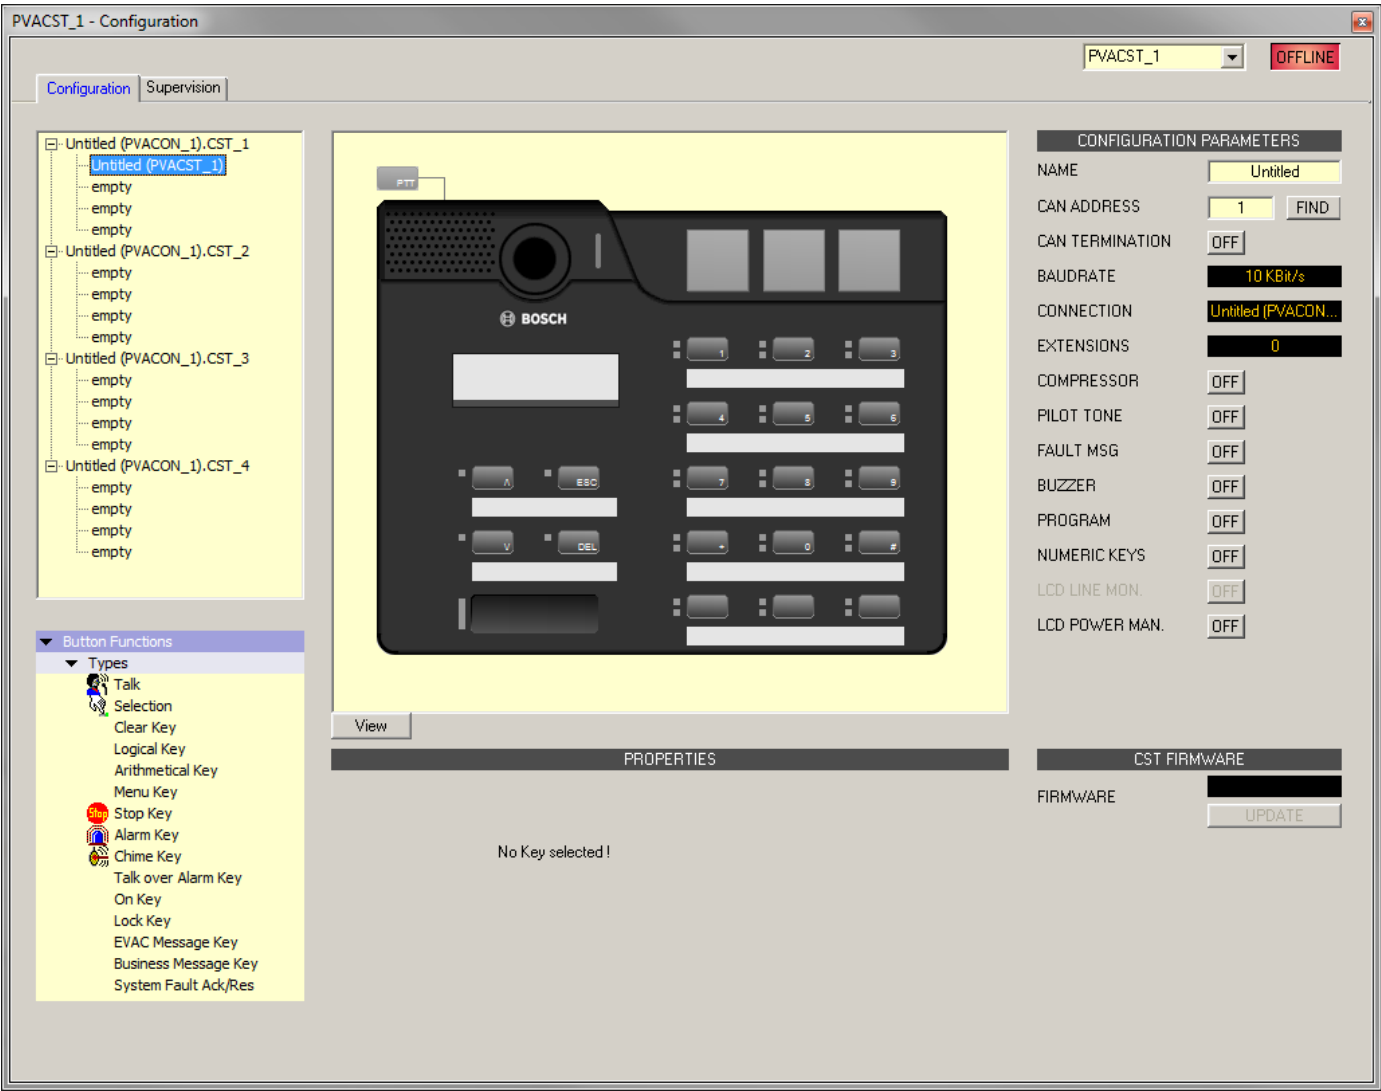 PVACST_1 - Configuration
PVACST_1
OFFLINE
Configuration
Supervision
Untitled (PVACON_1).CST_1
Untitled (PVACST_1)
empty
empty
empty
Untitled (PVACON_1).CST_2
empty
empty
empty
empty
Untitled (PVACON_1).CST_3
empty
empty
empty
empty
Untitled (PVACON_1).CST_4
empty
empty
empty
empty
Button Functions
Types
Talk
Selection
Clear Key
Logical Key
Arithmetical Key
Menu Key
Stop
Stop Key
Alarm Key
Chime Key
Talk over Alarm Key
On Key
Lock Key
EVAC Message Key
Business Message Key
System Fault Ack/Res
PTT
BOSCH
1 2 3
4 5 6
Λ ESC 7 8 9
V DEL + 0 #
View
PROPERTIES
No Key selected !
CONFIGURATION PARAMETERS
NAME Untitled
CAN ADDRESS 1 FIND
CAN TERMINATION OFF
BAUDRATE 10 KBit/s
CONNECTION Untitled (PVACON...
EXTENSIONS 0
COMPRESSOR OFF
PILOT TONE OFF
FAULT MSG OFF
BUZZER OFF
PROGRAM OFF
NUMERIC KEYS OFF
LCD LINE MON. OFF
LCD POWER MAN. OFF
CST FIRMWARE
FIRMWARE
UPDATE